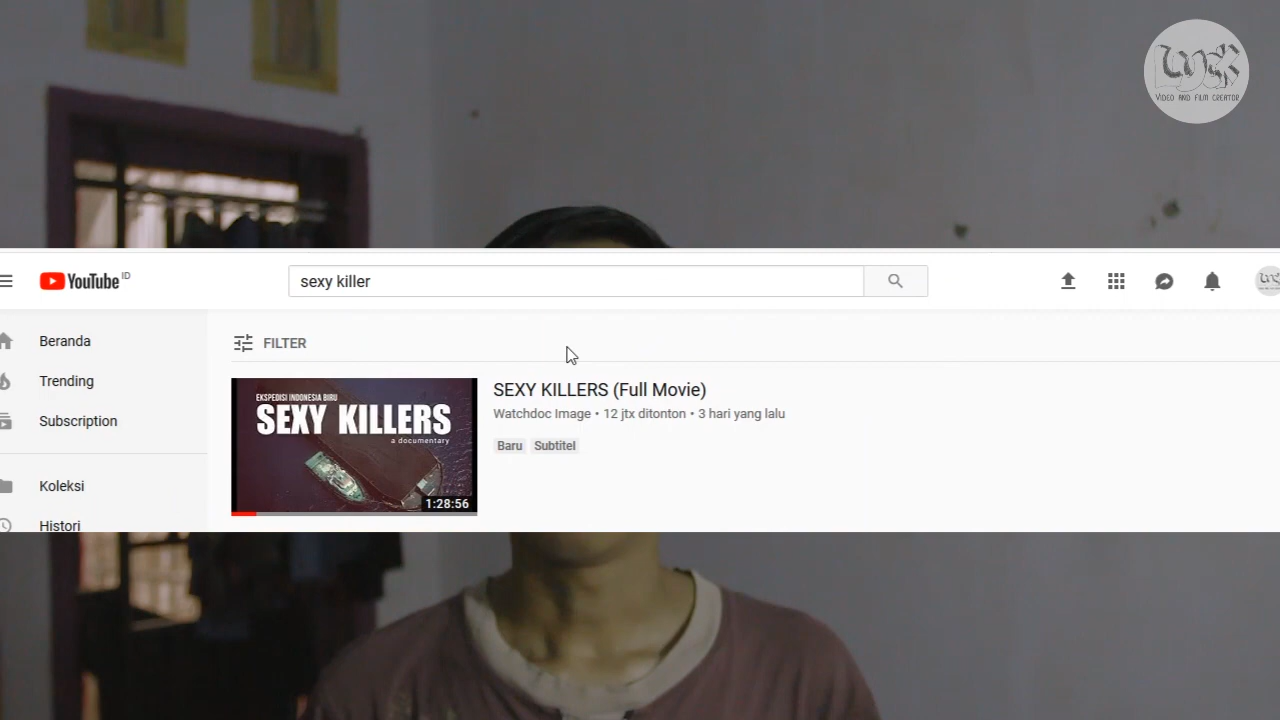 VIDEO AND FILM CREATOR
YouTube ID
sexy killer
Beranda
Trending
Subscription
Koleksi
Histori
FILTER
EKSPEDISI INDONESIA BIRU
SEXY KILLERS
a documentary
1:28:56
SEXY KILLERS (Full Movie)
Watchdoc Image • 12 jtx ditonton • 3 hari yang lalu
Baru Subtitel